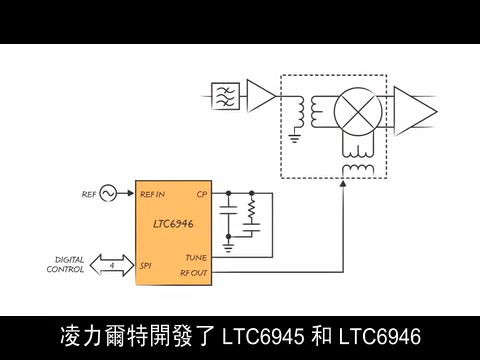 REF
REF IN
CP
LTC6946
DIGITAL
CONTROL
4
SPI
TUNE
RF OUT
凌力爾特開發了 LTC6945 和 LTC6946